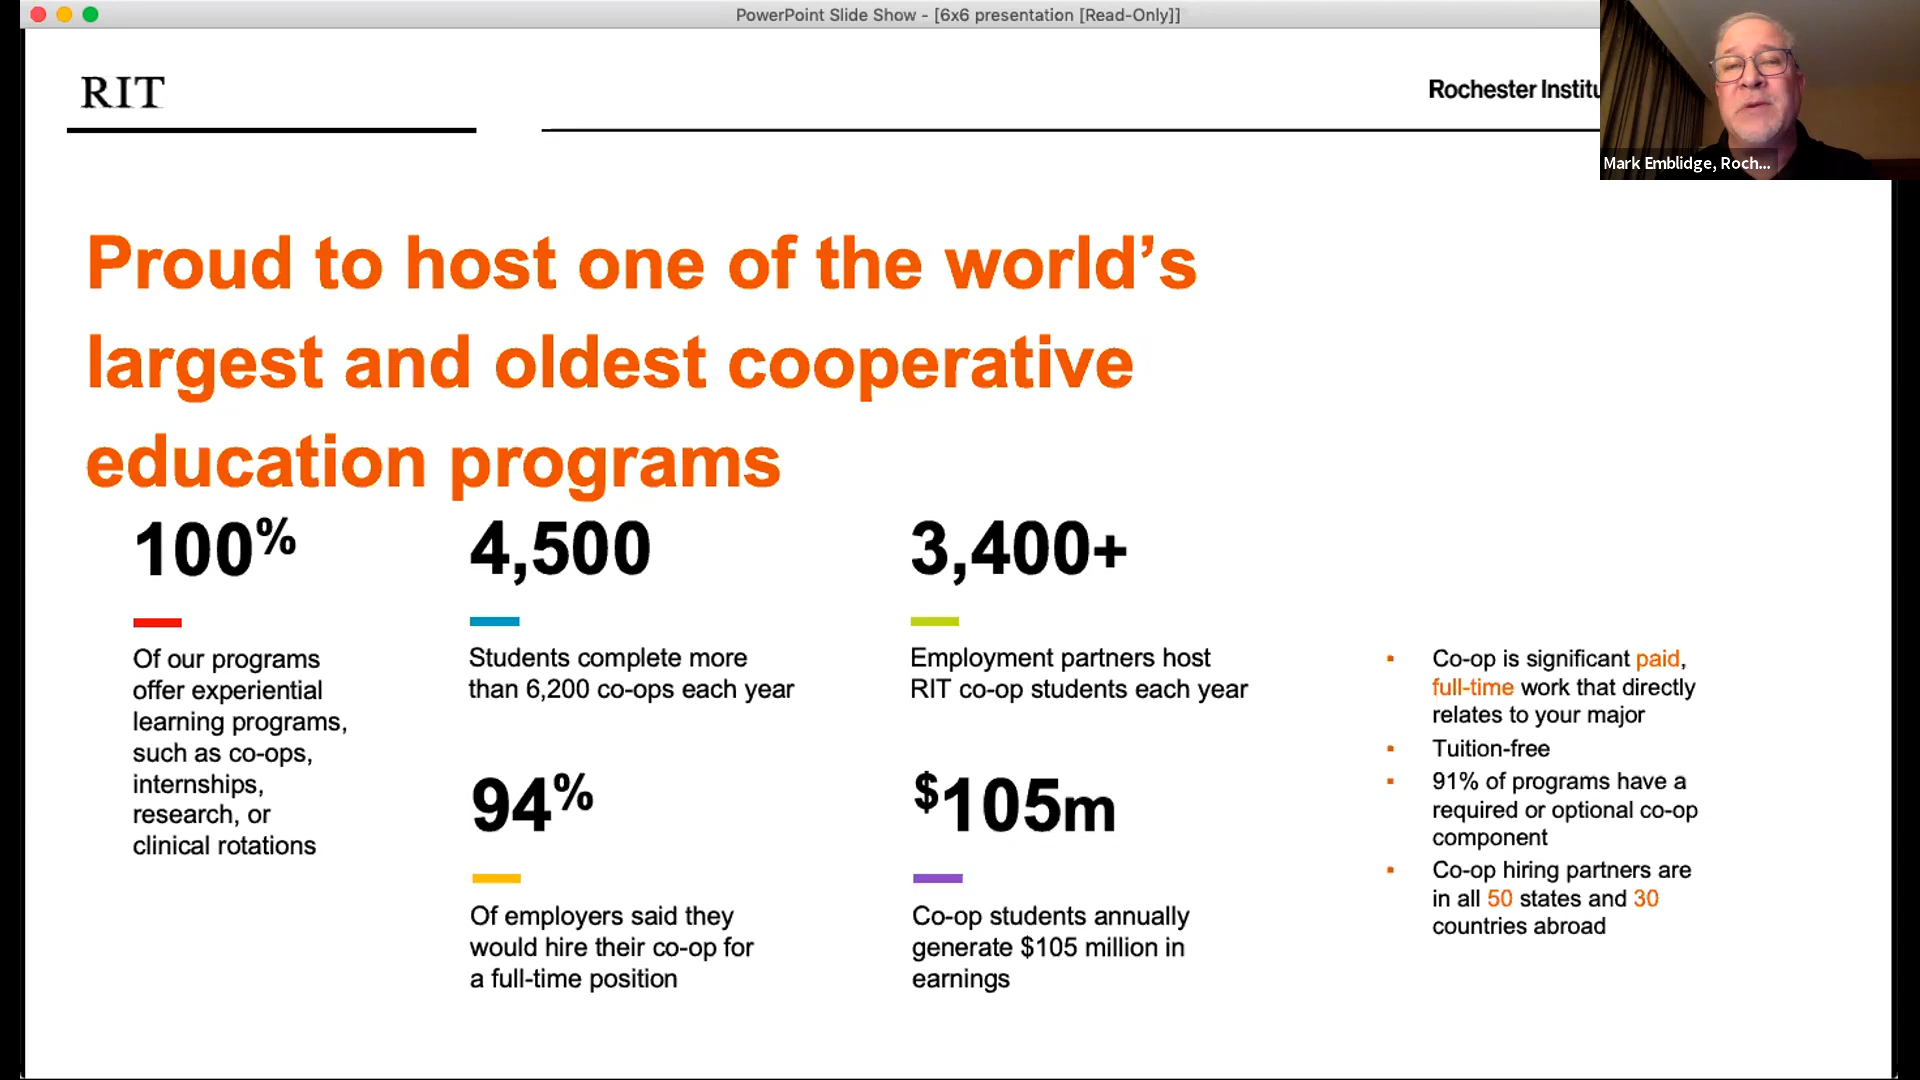 PowerPoint Slide Show - [6x6 presentation [Read-Only]]
RIT
Rochester Institu
Mark Emblidge, Roch...
Proud to host one of the world’s
largest and oldest cooperative
education programs
100%
Of our programs
offer experiential
learning programs,
such as co-ops,
internships,
research, or
clinical rotations
4,500
Students complete more
than 6,200 co-ops each year
3,400+
Employment partners host
RIT co-op students each year
94%
Of employers said they
would hire their co-op for
a full-time position
$105m
Co-op students annually
generate $105 million in
earnings
▪ Co-op is significant paid,
full-time work that directly
relates to your major
▪ Tuition-free
▪ 91% of programs have a
required or optional co-op
component
▪ Co-op hiring partners are
in all 50 states and 30
countries abroad